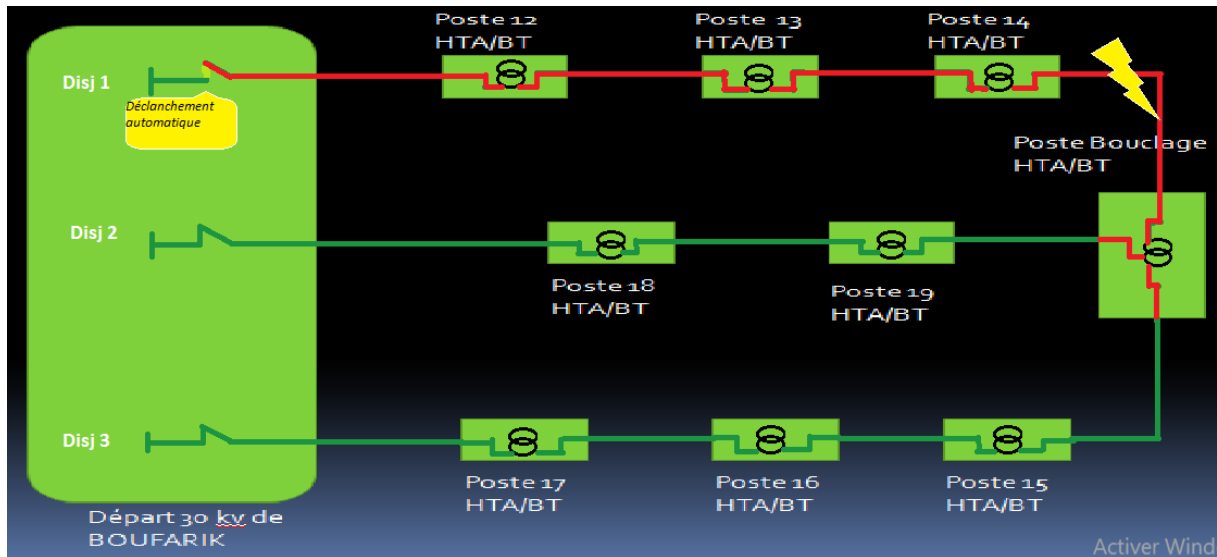 Poste 12
HTA/BT
Poste 13
HTA/BT
Poste 14
HTA/BT
Disj 1
Déclanchement
automatique
Poste Bouclage
HTA/BT
Disj 2
Poste 18
HTA/BT
Poste 19
HTA/BT
Disj 3
Poste 17
HTA/BT
Poste 16
HTA/BT
Poste 15
HTA/BT
Départ 30 kv de
BOUFARIK
Activer Wind